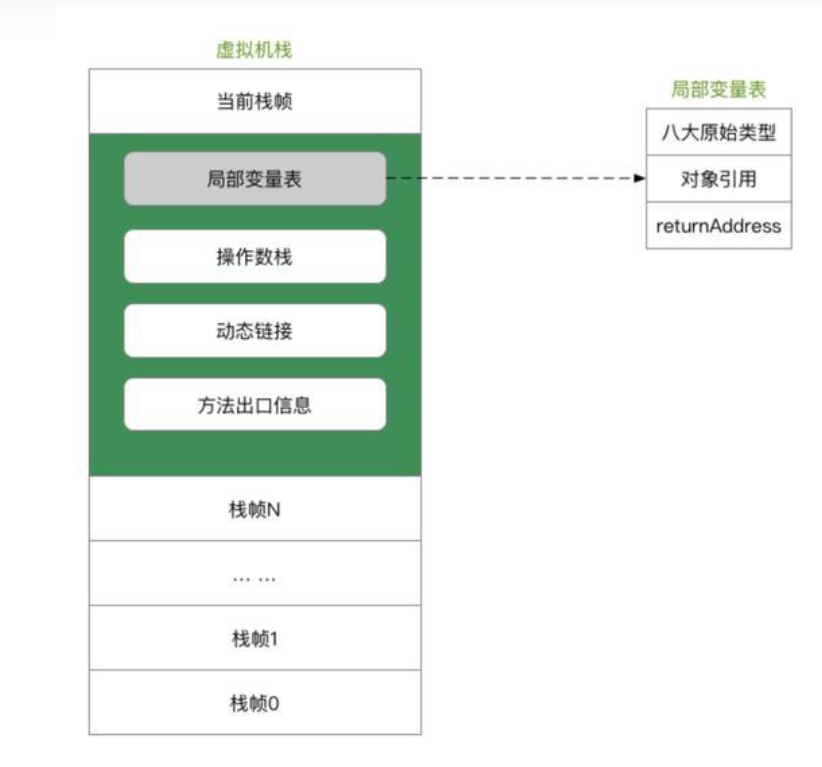 虚拟机栈
当前栈帧
局部变量表
操作数栈
动态链接
方法出口信息
栈帧N
... ...
栈帧1
栈帧0
局部变量表
八大原始类型
对象引用
returnAddress